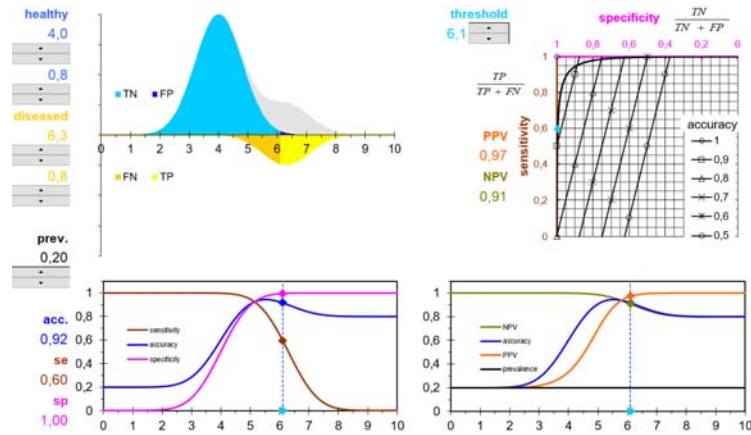 healthy
4,0
0,8
diseased
6,3
0,8
prev.
0,20
TN FP
0 1 2 3 4 5 6 7 8 9 10
FN TP
threshold
6,1
specificity TN
TN + FP
1 0,8 0,6 0,4 0,2 0
TP
TP + FN
PPV
0,97
NPV
0,91
sensitivity
1
0,8
0,6
0,4
0,2
0
accuracy
1
0,9
0,8
0,7
0,6
0,5
acc.
0,92
se
0,60
sp
1,00
1
0,8
0,6
0,4
0,2
0
sensitivity
accuracy
specificity
0 1 2 3 4 5 6 7 8 9 10
1
0,8
0,6
0,4
0,2
0
NPV
accuracy
PPV
prevalence
0 1 2 3 4 5 6 7 8 9 10